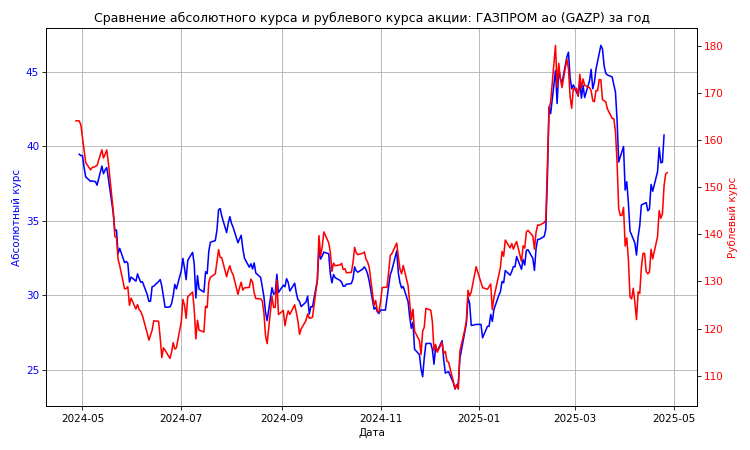 Сравнение абсолютного курса и рублевого курса акции: ГАЗПРОМ ао (GAZP) за год
Абсолютный курс
45
40
35
30
25
180
170
160
150
140
130
120
110
Рублевый курс
2024-05 2024-07 2024-09 2024-11 2025-01 2025-03 2025-05
Дата